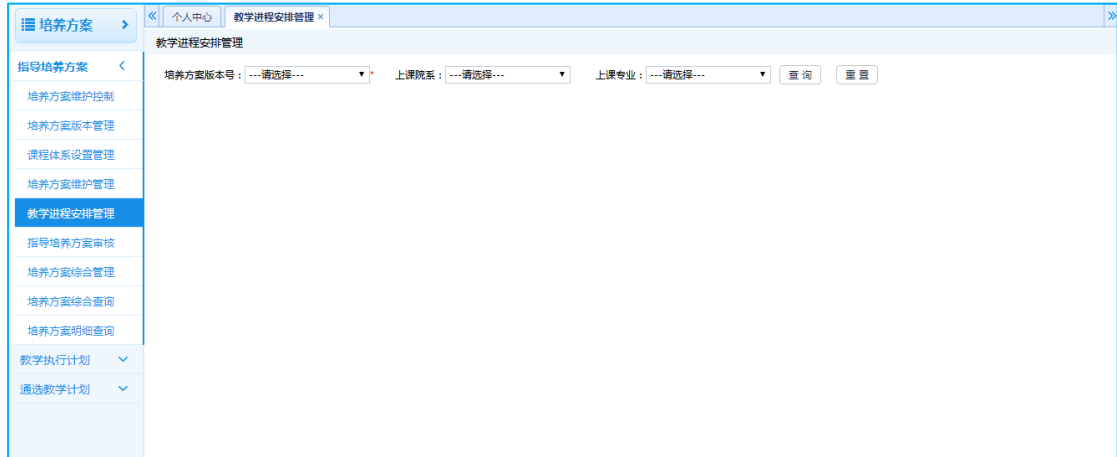 培养方案
个人中心 教学进程安排管理 ×
教学进程安排管理
指导培养方案
培养方案版本号：---请选择--- * 上课院系：---请选择--- 上课专业：---请选择--- 查 询 重 置
培养方案维护控制
培养方案版本管理
课程体系设置管理
培养方案维护管理
教学进程安排管理
指导培养方案审核
培养方案综合管理
培养方案综合查询
培养方案明细查询
教学执行计划
通选教学计划